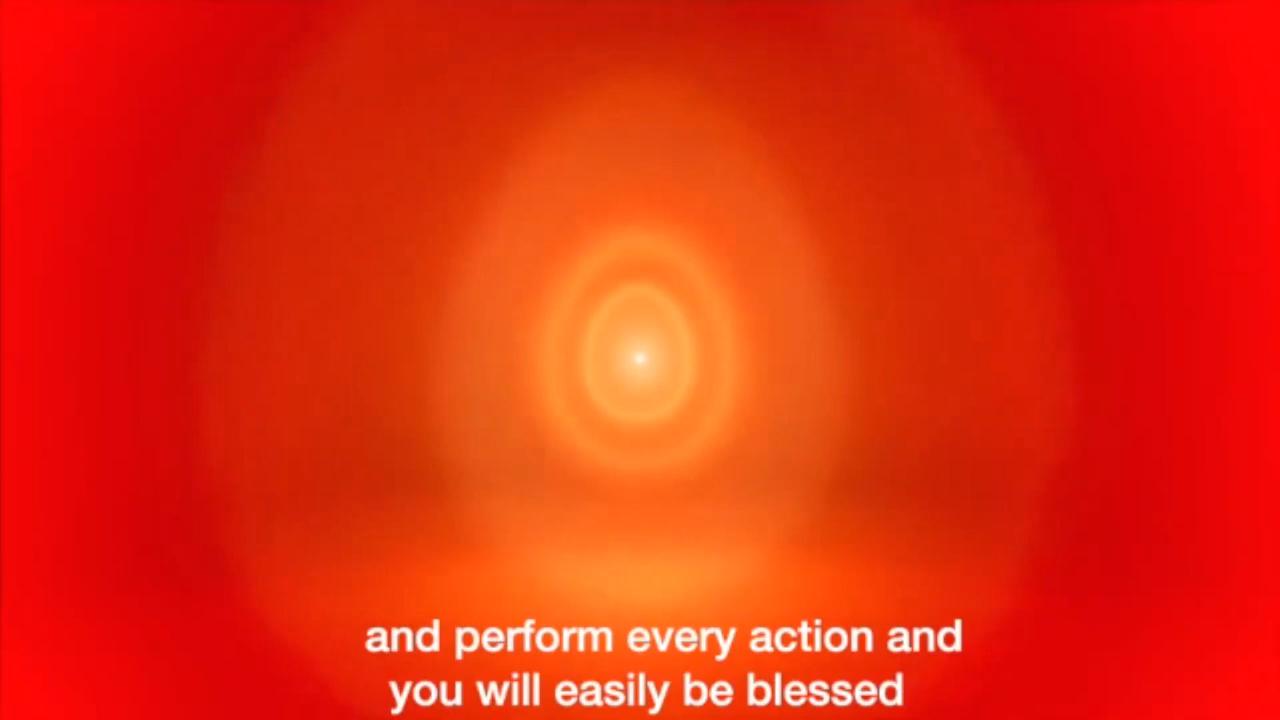 and perform every action and
you will easily be blessed